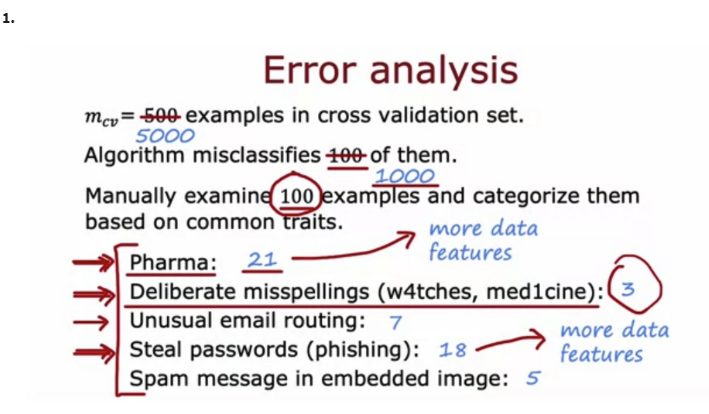 1.
Error analysis
m_cv = 500 examples in cross validation set.
5000
Algorithm misclassifies 100 of them.
1000
Manually examine 100 examples and categorize them
based on common traits.
more data
features
Pharma: 21
Deliberate misspellings (w4tches, med1cine): 3
Unusual email routing: 7
more data
Steal passwords (phishing): 18
features
Spam message in embedded image: 5